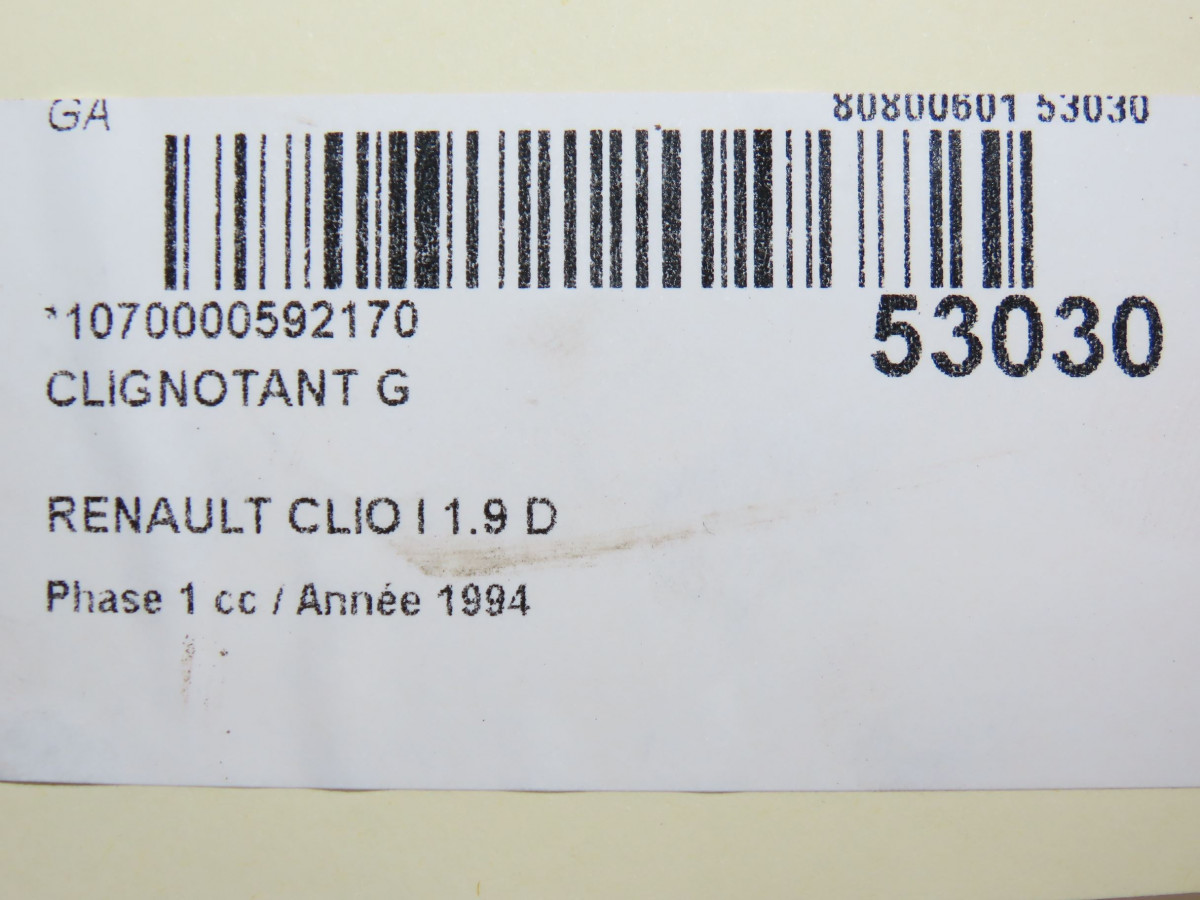 GA 80800601 53030
*1070000592170
53030
CLIGNOTANT G
RENAULT CLIO I 1.9 D
Phase 1 cc / Année 1994